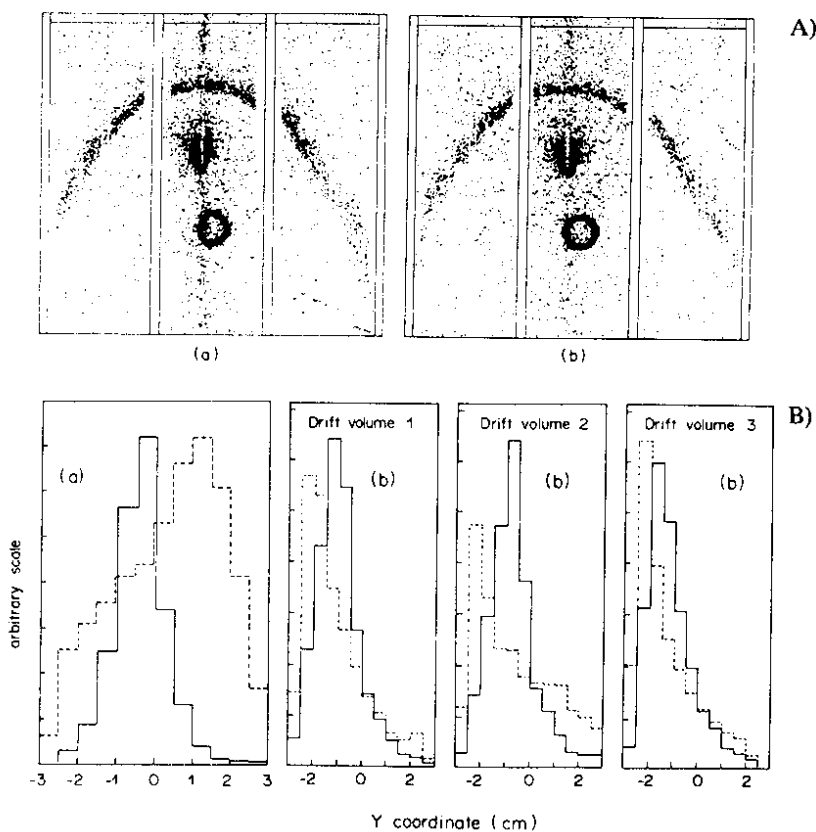 A)
(a) (b)
B)
(a)
Drift volume 1
(b)
Drift volume 2
(b)
Drift volume 3
(b)
arbitrary scale
-3 -2 -1 0 1 2 3 -2 0 2 -2 0 2 -2 0 2
Y coordinate (cm)